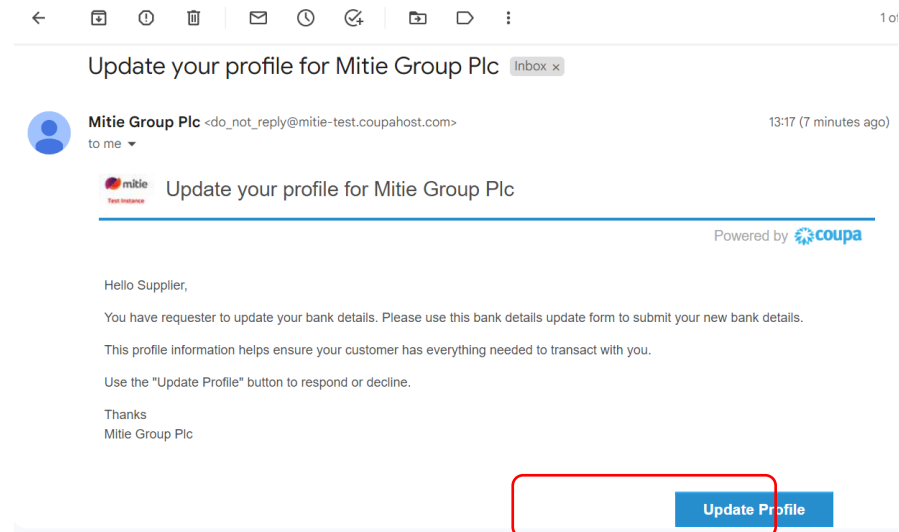 1 of
Update your profile for Mitie Group Plc Inbox ×
Mitie Group Plc <do_not_reply@mitie-test.coupahost.com> 13:17 (7 minutes ago)
to me
mitie
Test Instance
Update your profile for Mitie Group Plc
Powered by coupa
Hello Supplier,
You have requester to update your bank details. Please use this bank details update form to submit your new bank details.
This profile information helps ensure your customer has everything needed to transact with you.
Use the "Update Profile" button to respond or decline.
Thanks
Mitie Group Plc
Update Profile